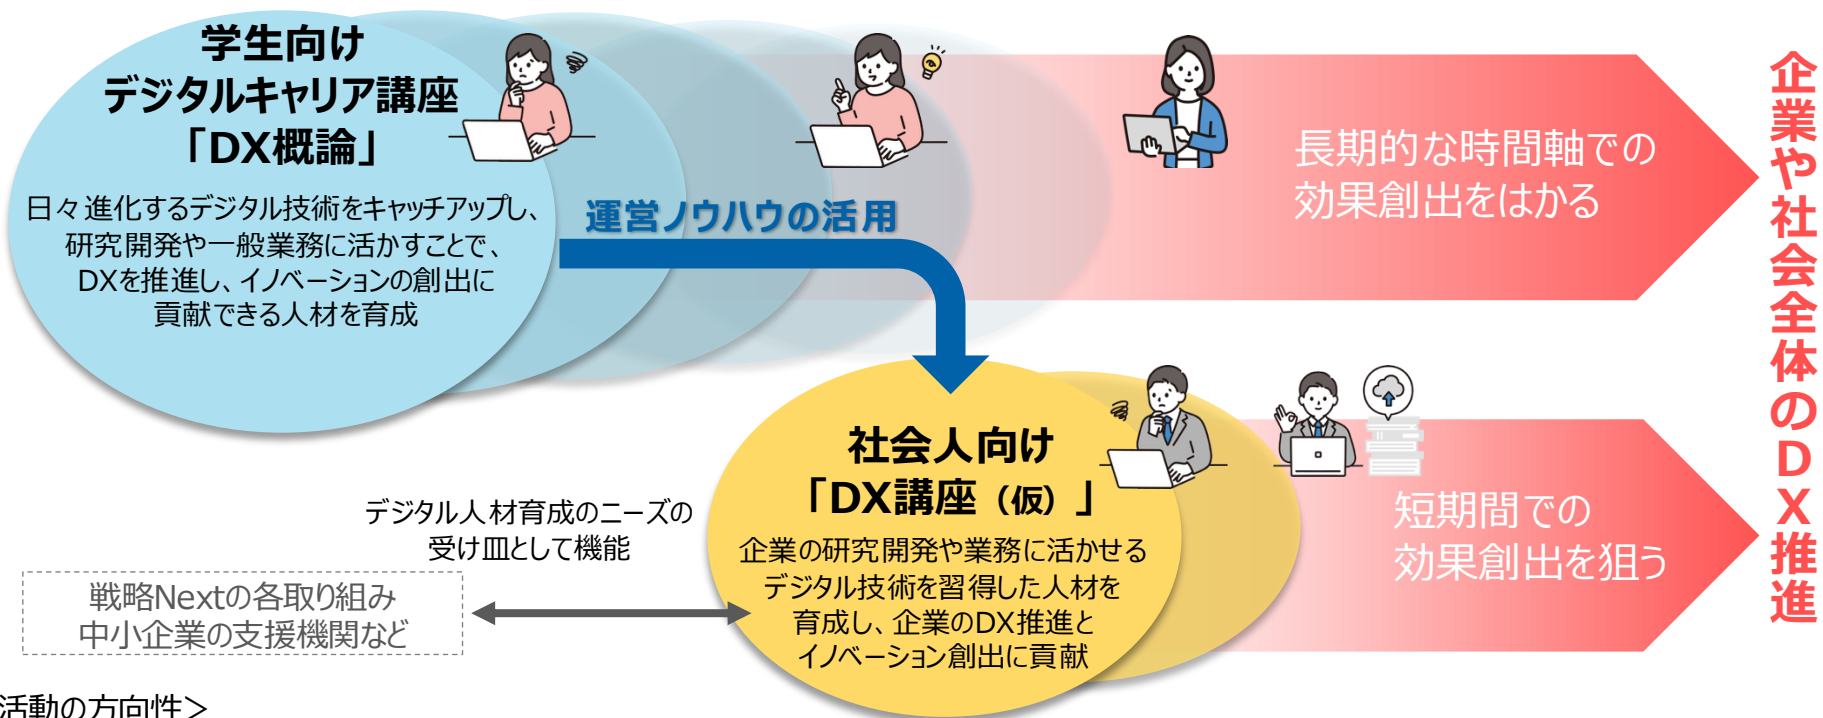 学生向け
デジタルキャリア講座
「DX概論」
日々進化するデジタル技術をキャッチアップし、
研究開発や一般業務に活かすことで、
DXを推進し、イノベーションの創出に
貢献できる人材を育成
運営ノウハウの活用
長期的な時間軸での
効果創出をはかる
企業や社会全体のDX推進
社会人向け
「DX講座（仮）」
企業の研究開発や業務に活かせる
デジタル技術を習得した人材を
育成し、企業のDX推進と
イノベーション創出に貢献
短期間での
効果創出を狙う
デジタル人材育成のニーズの
受け皿として機能
戦略Nextの各取り組み
中小企業の支援機関など
活動の方向性＞